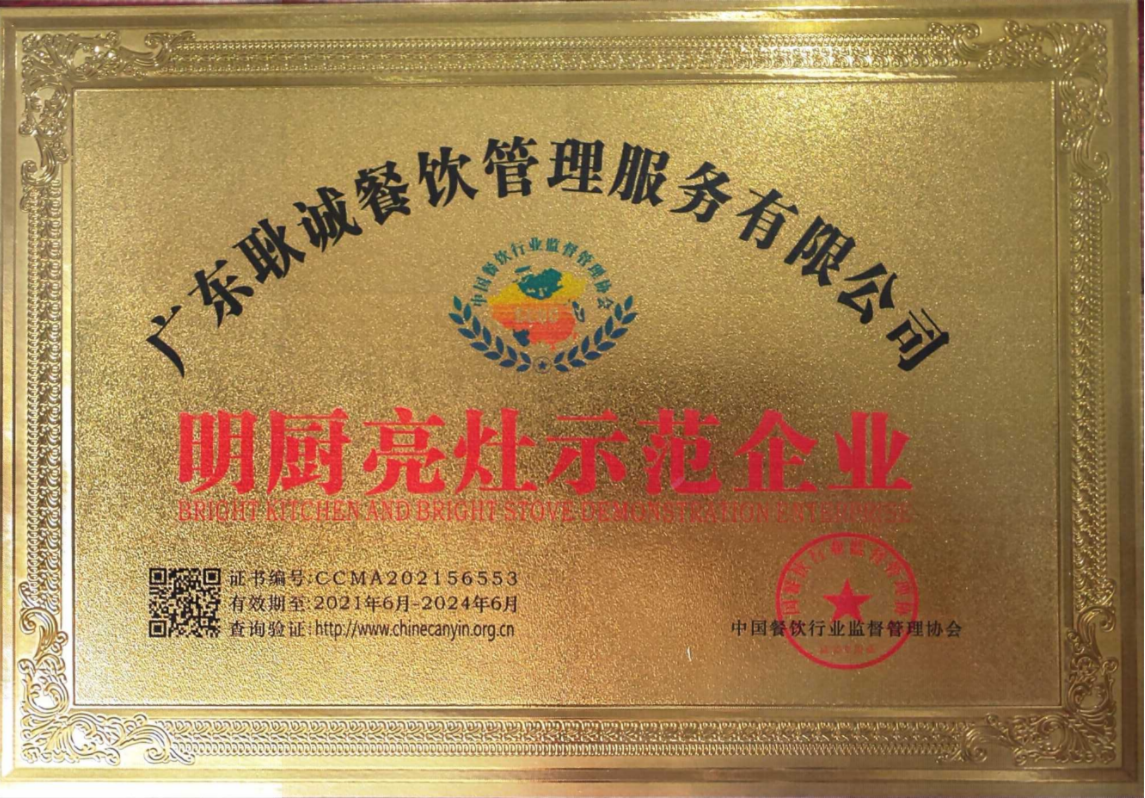 广东耿诚餐饮管理服务有限公司
中国餐饮行业监督管理协会
明厨亮灶示范企业
BRIGHT KITCHEN AND BRIGHT STOVE DEMONSTRATION ENTERPRISE
证书编号:CCMA202156553
有效期至:2021年6月-2024年6月
查询验证:http://www.chinecanyin.org.cn
中国餐饮行业监督管理协会